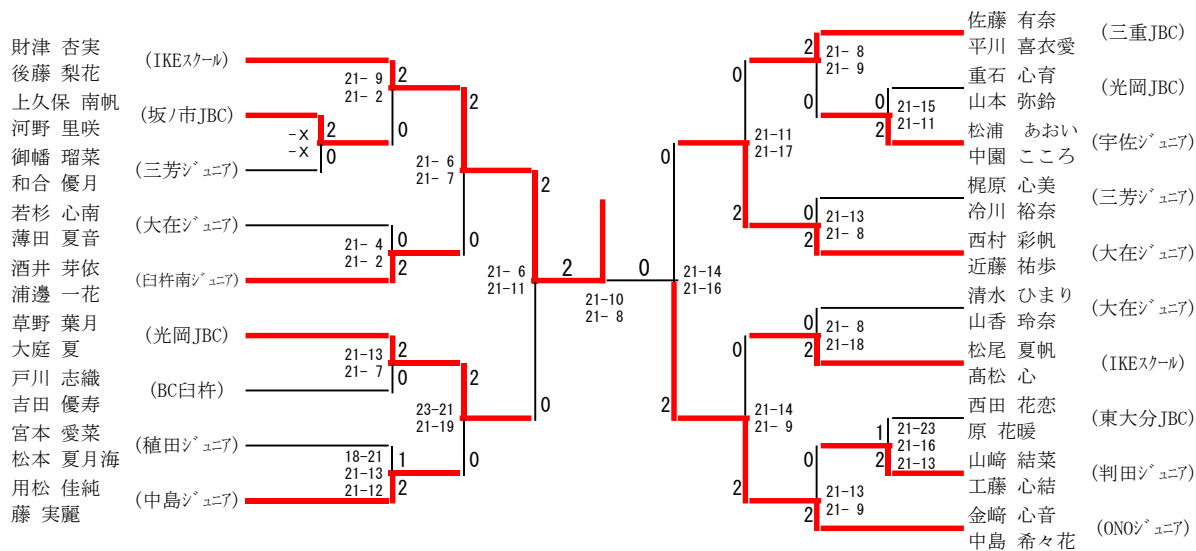 財津 杏実
後藤 梨花
(IKEスクール)
上久保 南帆
河野 里咲
(坂ノ市JBC)
御幡 瑠菜
和合 優月
(三芳ジュニア)
若杉 心南
薄田 夏音
(大在ジュニア)
酒井 芽依
浦邊 一花
(臼杵南ジュニア)
草野 葉月
大庭 夏
(光岡JBC)
戸川 志織
吉田 優寿
(BC臼杵)
宮本 愛菜
松本 夏月海
(稙田ジュニア)
用松 佳純
藤 実麗
(中島ジュニア)
21- 9
21- 2
2
0
-X
-X
2
0
21- 6
21- 7
2
0
21- 4
21- 2
0
2
21- 6
21-11
2
0
21-13
21- 7
2
0
23-21
21-19
2
0
18-21
21-13
21-12
1
2
2
0
21-10
21- 8
佐藤 有奈
平川 喜衣愛
(三重JBC)
重石 心育
山本 弥鈴
(光岡JBC)
松浦　あおい
中園 こころ
(宇佐ジュニア)
梶原 心美
冷川 裕奈
(三芳ジュニア)
西村 彩帆
近藤 祐歩
(大在ジュニア)
清水 ひまり
山香 玲奈
(大在ジュニア)
松尾 夏帆
髙松 心
(IKEスクール)
西田 花恋
原 花暖
(東大分JBC)
山﨑 結菜
工藤 心結
(判田ジュニア)
金﨑 心音
中島 希々花
(ONOジュニア)
2
0
21- 8
21- 9
0
2
21-15
21-11
0
2
21-11
21-17
0
2
21-13
21- 8
0
2
21-14
21-16
0
2
21- 8
21-18
0
2
21-14
21- 9
1
2
21-23
21-16
21-13
0
2
21-13
21- 9